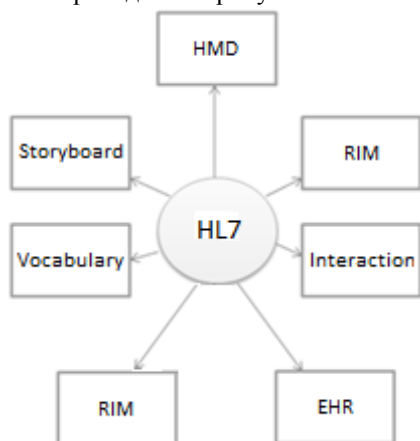 HMD
Storyboard
RIM
HL7
Vocabulary
Interaction
RIM
EHR